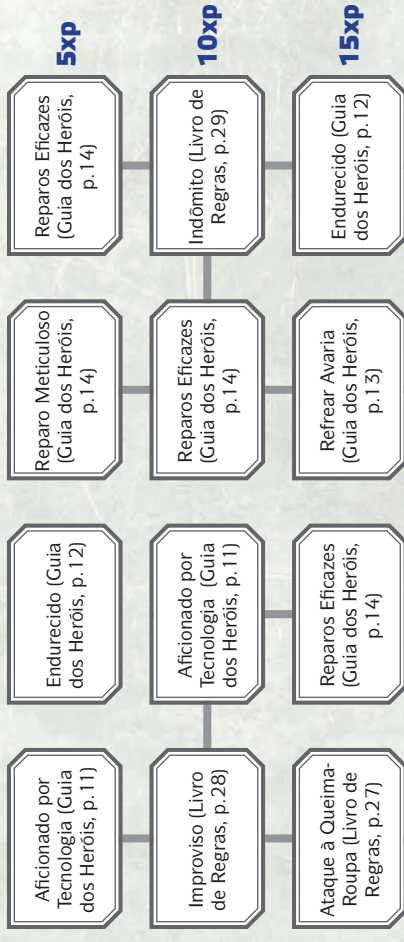 Aficionado por
Tecnologia (Guia
dos Heróis, p.11)
Endurecido (Guia
dos Heróis, p.12)
Reparo Meticuloso
(Guia dos Heróis,
p.14)
Reparos Eficazes
(Guia dos Heróis,
p.14)
5xp
Improviso (Livro
de Regras, p.28)
Aficionado por
Tecnologia (Guia
dos Heróis, p.11)
Reparos Eficazes
(Guia dos Heróis,
p.14)
Indômito (Livro de
Regras, p.29)
10xp
Ataque à Queima-
Roupa (Livro de
Regras, p.27)
Reparos Eficazes
(Guia dos Heróis,
p.14)
Refrear Avaria
(Guia dos Heróis,
p.13)
Endurecido (Guia
dos Heróis, p.12)
15xp